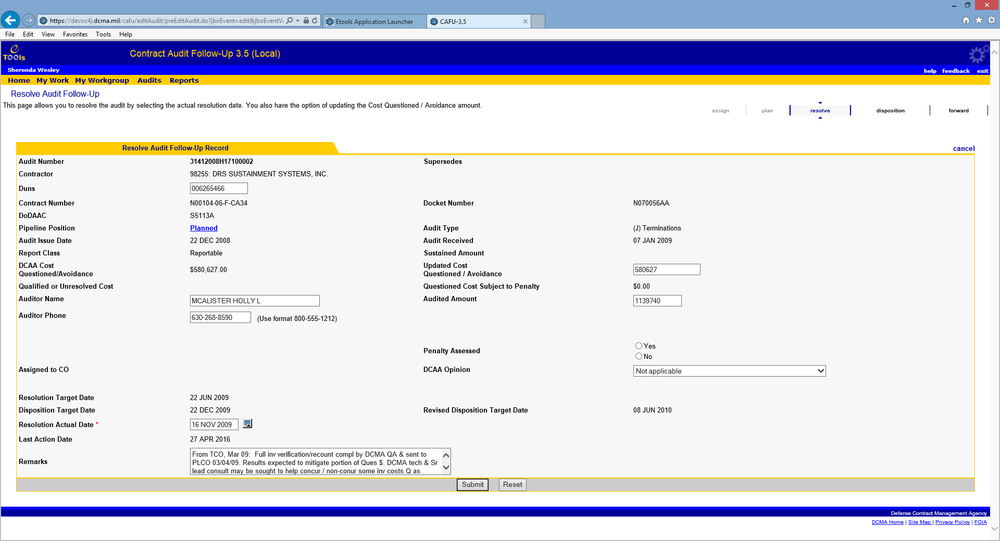 https://devoc4j.dcma.mil/cafu/editAudit/preEditAudit.do?jboEvent=edit&jboEventV
Etools Application Launcher
CAFU-3.5
File Edit View Favorites Tools Help
e
TOOls
Contract Audit Follow-Up 3.5 (Local)
Sheronda Wesley
help feedback exit
Home My Work My Workgroup Audits Reports
Resolve Audit Follow-Up
This page allows you to resolve the audit by selecting the actual resolution date. You also have the option of updating the Cost Questioned / Avoidance amount.
assign plan resolve disposition forward
Resolve Audit Follow-Up Record
cancel
Audit Number 31412008H17100002 Supersedes
Contractor 98255: DRS SUSTAINMENT SYSTEMS, INC.
Duns 006265466
Contract Number N00104-06-F-CA34 Docket Number N070056AA
DoDAAC S5113A
Pipeline Position Planned Audit Type (J) Terminations
Audit Issue Date 22 DEC 2008 Audit Received 07 JAN 2009
Report Class Reportable Sustained Amount
DCAA Cost
Questioned/Avoidance $580,627.00
Updated Cost
Questioned / Avoidance 580627
Qualified or Unresolved Cost Questioned Cost Subject to Penalty $0.00
Auditor Name MCALISTER HOLLY L Audited Amount 1139740
Auditor Phone 630-268-8590 (Use format 800-555-1212)
Penalty Assessed
Yes
No
Assigned to CO DCAA Opinion Not applicable
Resolution Target Date 22 JUN 2009
Disposition Target Date 22 DEC 2009 Revised Disposition Target Date 08 JUN 2010
Resolution Actual Date * 16 NOV 2009
Last Action Date 27 APR 2016
Remarks
From TCO, Mar 09: Full inv verification/recount compl by DCMA QA & sent to
PLCO 03/04/09. Results expected to mitigate portion of Ques $. DCMA tech & Sr
lead consult may be sought to help concur / non-conur some inv costs Q as
Submit Reset
Defense Contract Management Agency
DCMA Home | Site Map | Privacy Policy | FOIA